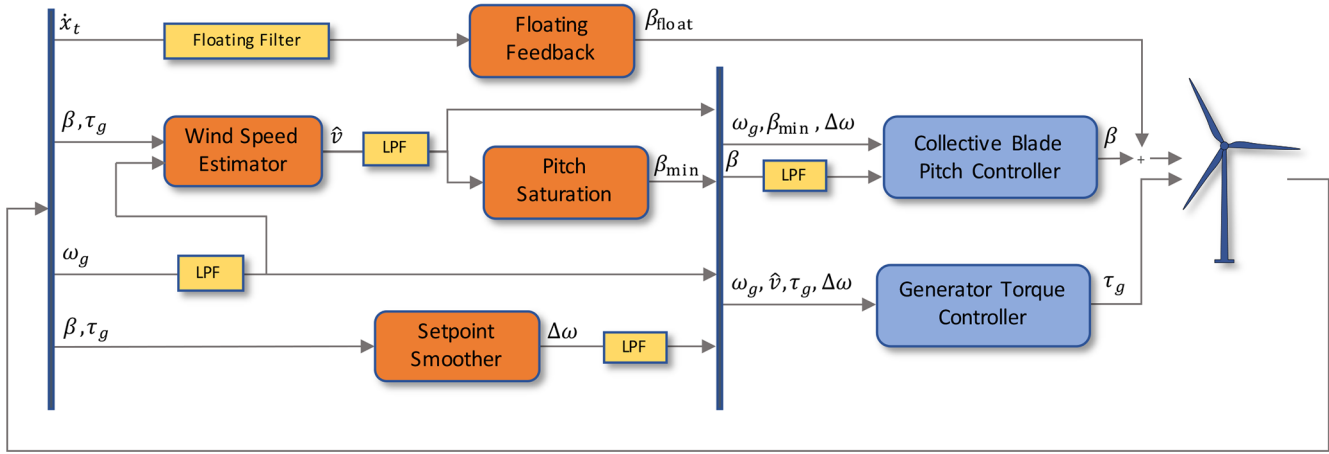 ẋ_t
Floating Filter
Floating
Feedback
β_float
β,τ_g
Wind Speed
Estimator
v̂
LPF
Pitch
Saturation
β_min
ω_g,β_min , Δω
β
LPF
Collective Blade
Pitch Controller
β
+
ω_g
LPF
ω_g, v̂,τ_g, Δω
Generator Torque
Controller
τ_g
β,τ_g
Setpoint
Smoother
Δω
LPF